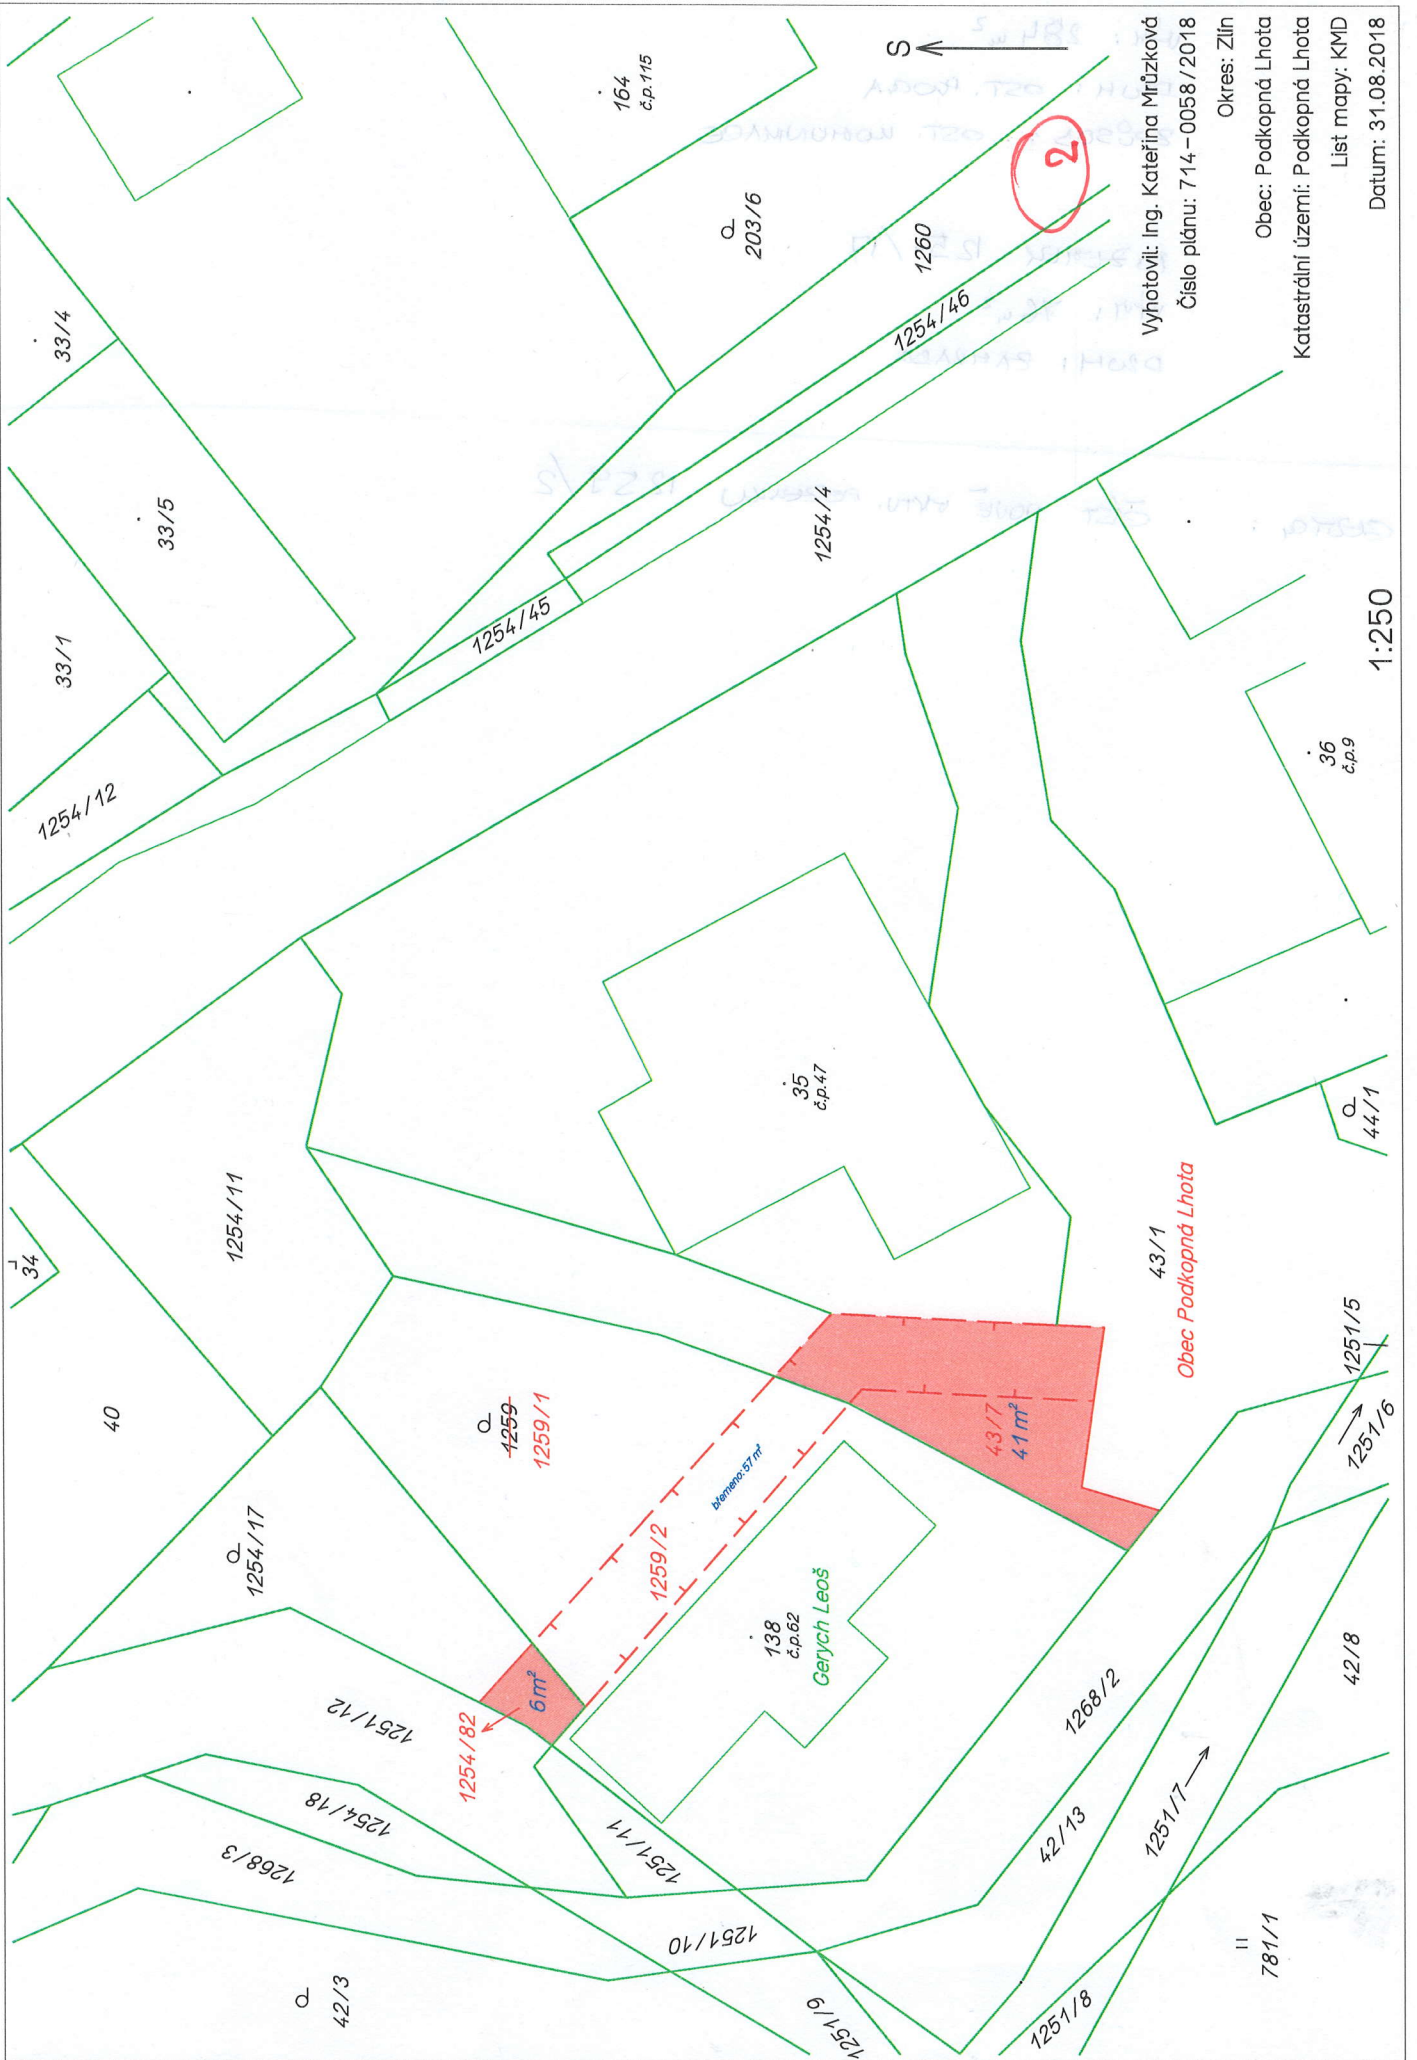 34
40
1254/11
1254/12
33/1
33/5
33/4
164
č.p.115
203/6
1260
1254/46
1254/45
1254/4
S
2
1254/17
1259
1259/1
1259/2
břemeno:57 m²
1254/82
6 m²
35
č.p.47
138
č.p.62
Gerych Leoš
43/7
41 m²
43/1
Obec Podkopná Lhota
36
č.p.9
44/1
1251/5
1251/6
42/8
1268/2
42/13
1251/7
781/1
1251/8
1251/9
1251/10
1251/11
1251/12
1254/18
1268/3
42/3
Vyhotovil: Ing. Kateřina Mrůzková
Číslo plánu: 714-0058/2018
Okres: Zlín
Obec: Podkopná Lhota
Katastrální území: Podkopná Lhota
List mapy: KMD
Datum: 31.08.2018
1:250